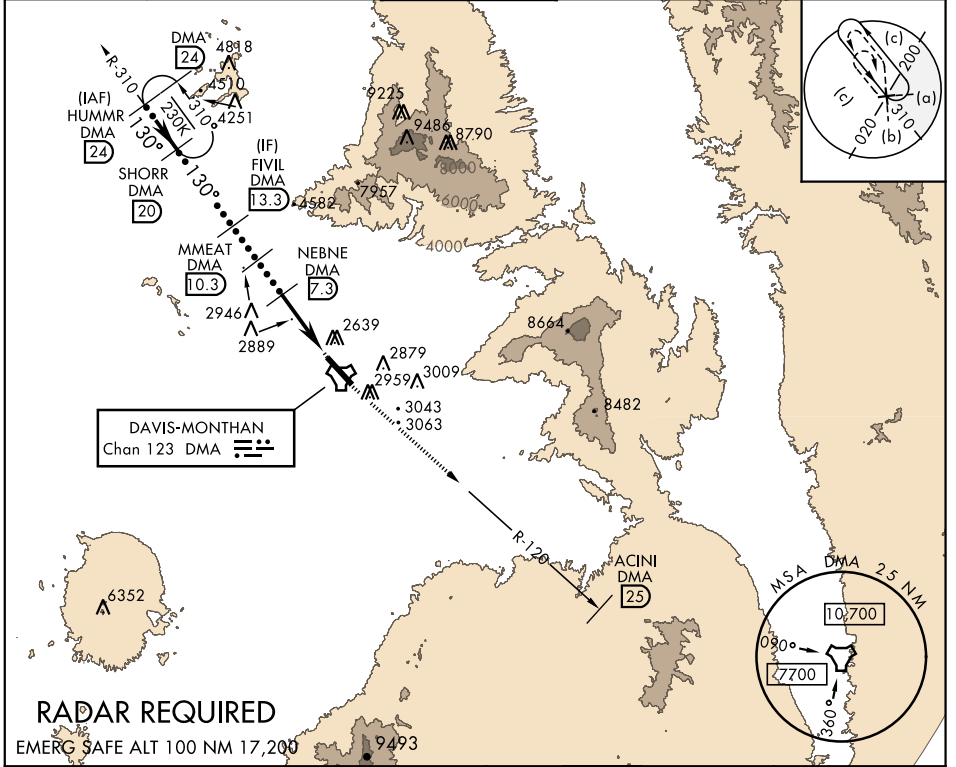 DMA
24
4818
4510
4251
R-310
(IAF)
HUMMR
DMA
24
130°
230K
310°
SHORR
DMA
20
130°
(IF)
FIVIL
DMA
13.3
4582
MMEAT
DMA
10.3
NEBNE
DMA
7.3
2946
2889
2639
2879
2959
3009
3043
3063
9225
9486
8790
8000
7957
6000
4000
8664
8482
DAVIS-MONTHAN
Chan 123 DMA
R-120
ACINI
DMA
25
6352
RADAR REQUIRED
EMERG SAFE ALT 100 NM 17,200
9493
(c)
200
(c)
(a)
310
020
(b)
MSA DMA 25 NM
10,700
090°
7700
360°